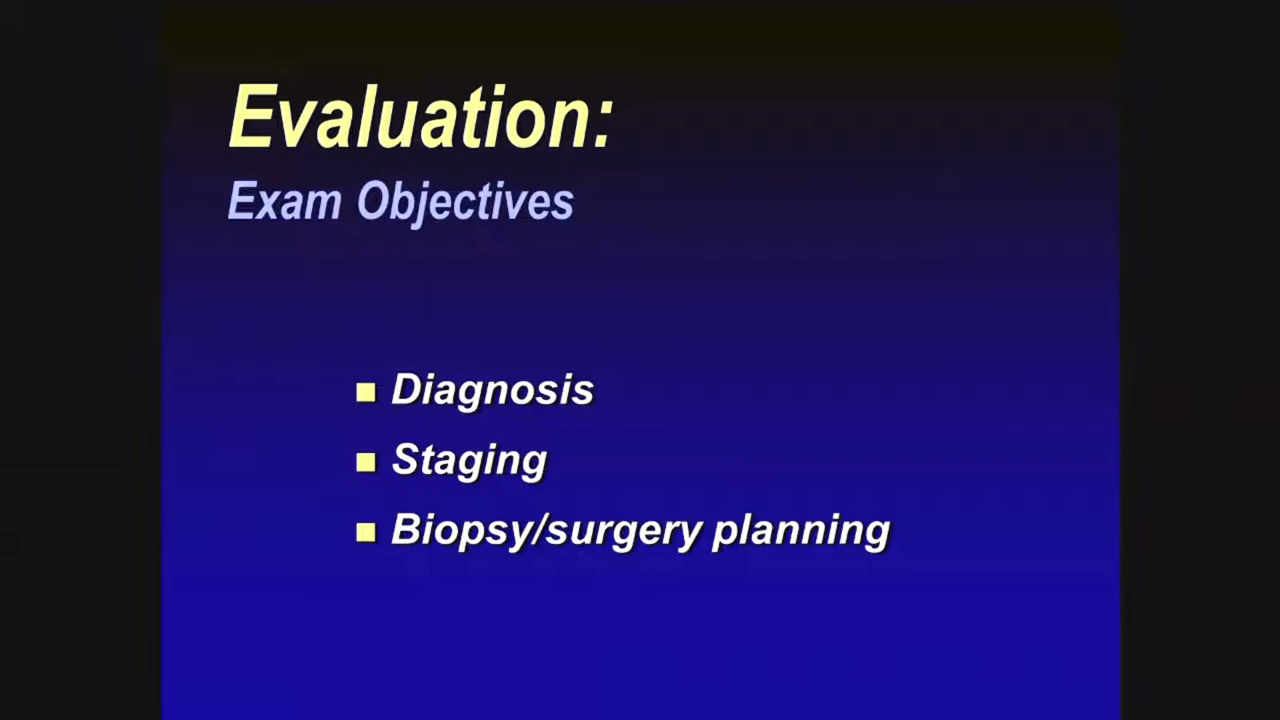 Evaluation:
Exam Objectives
Diagnosis
Staging
Biopsy/surgery planning